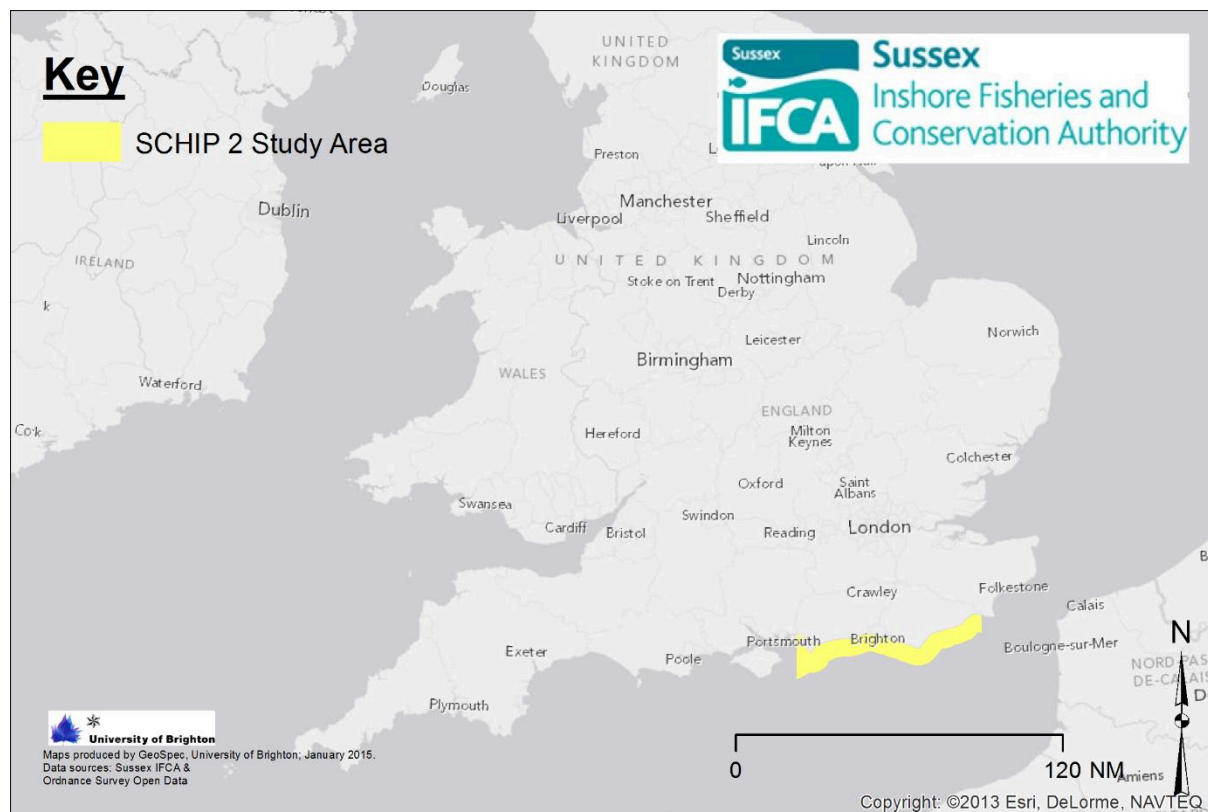 Key
SCHIP 2 Study Area
Sussex
IFCA
Sussex
Inshore Fisheries and
Conservation Authority
UNITED
KINGDOM
Douglas
Preston
Manchester
Liverpool
Sheffield
Dublin
Lincoln
IRELAND
UNITED KINGDOM
Stoke on Trent
Nottingham
Derby
Norwich
Leicester
Birmingham
WALES
Waterford
ENGLAND
Hereford
Milton
Keynes
Cork
Colchester
Oxford
Saint
Albans
Swansea
Swindon
Cardiff
Bristol
Reading
London
Crawley
Folkestone
Calais
Portsmouth
Brighton
Boulogne-sur-Mer
Exeter
Poole
N
NORD-PAS
DE-CALAIS
Plymouth
University of Brighton
Maps produced by GeoSpec, University of Brighton; January 2015.
Data sources: Sussex IFCA &
Ordnance Survey Open Data
0
120 NM
Amiens
Copyright: ©2013 Esri, DeLorme, NAVTEQ